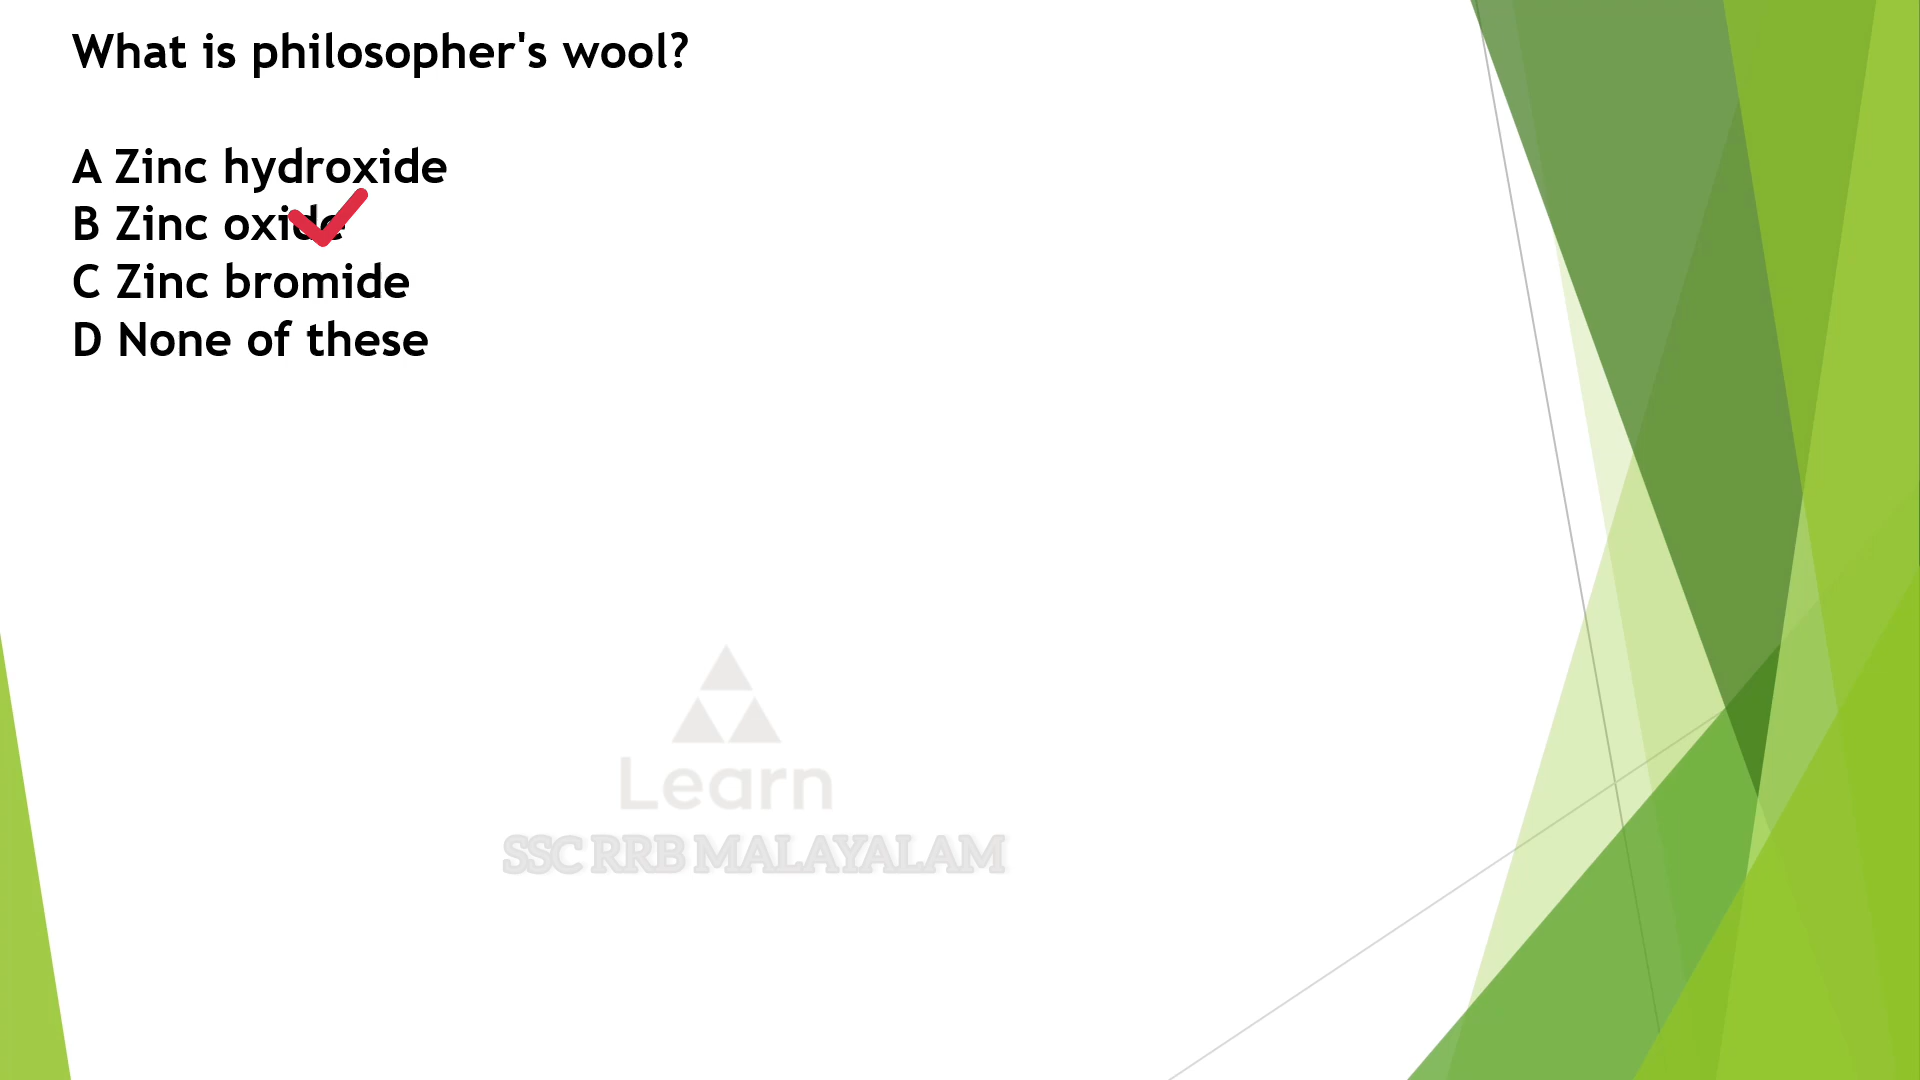 What is philosopher's wool?
A Zinc hydroxide
B Zinc oxide
C Zinc bromide
D None of these
Learn
SSC RRB MALAYALAM